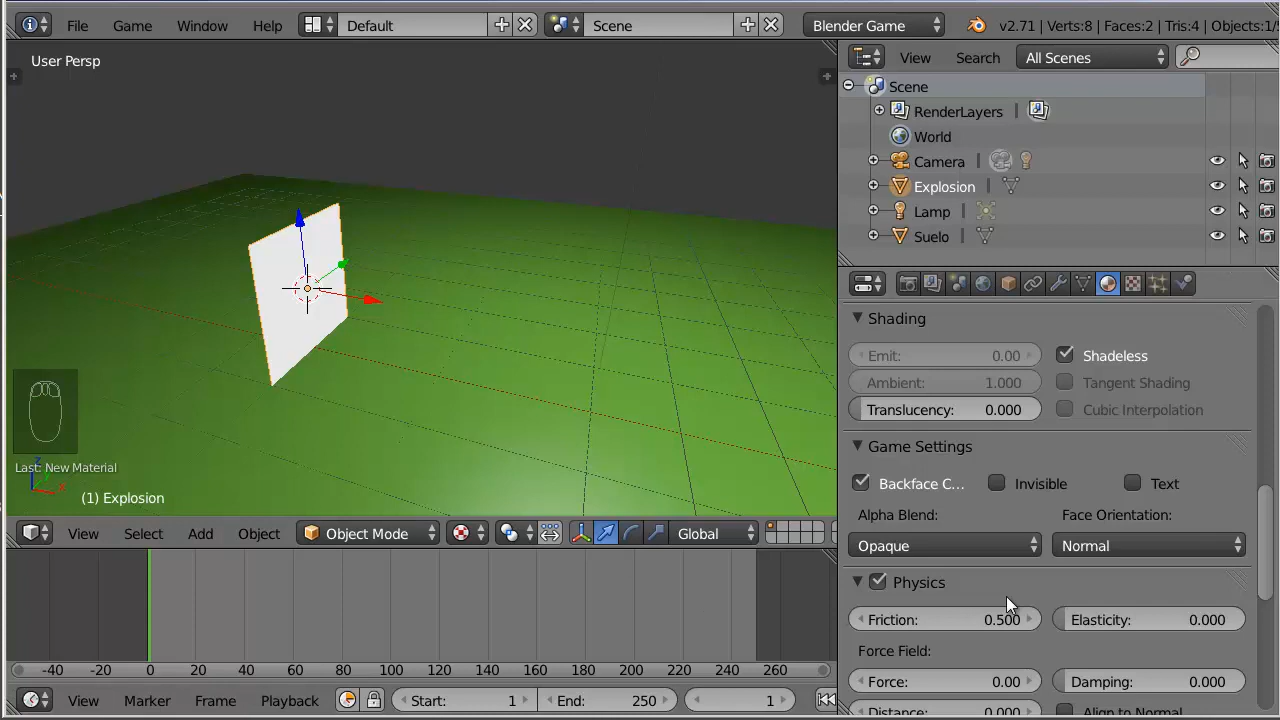 File Game Window Help Default Scene Blender Game v2.71 | Verts:8 | Faces:2 | Tris:4 | Objects:1/
User Persp
View Search All Scenes
Scene
RenderLayers
World
Camera
Explosion
Lamp
Suelo
Shading
Emit: 0.00 Shadeless
Ambient: 1.000 Tangent Shading
Translucency: 0.000 Cubic Interpolation
Game Settings
Backface C... Invisible Text
Alpha Blend: Face Orientation:
Opaque Normal
Physics
Friction: 0.500 Elasticity: 0.000
Force Field:
Force: 0.00 Damping: 0.000
Distance: 0.000 Align to Normal
Last: New Material
z y x
(1) Explosion
View Select Add Object Object Mode Global
-40 -20 0 20 40 60 80 100 120 140 160 180 200 220 240 260
View Marker Frame Playback Start: 1 End: 250 1